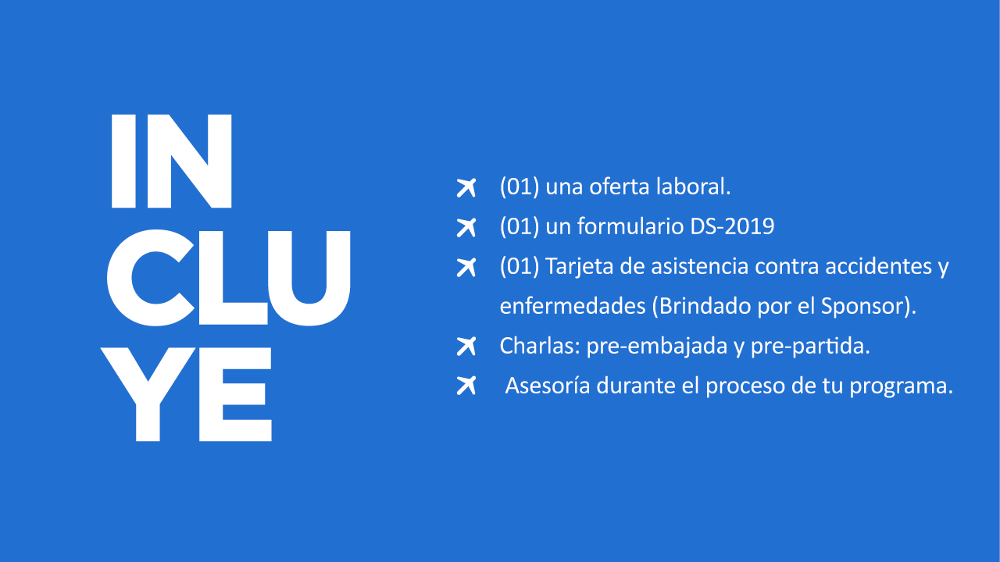 IN
CLU
YE
(01) una oferta laboral.
(01) un formulario DS-2019
(01) Tarjeta de asistencia contra accidentes y
enfermedades (Brindado por el Sponsor).
Charlas: pre-embajada y pre-partida.
Asesoría durante el proceso de tu programa.